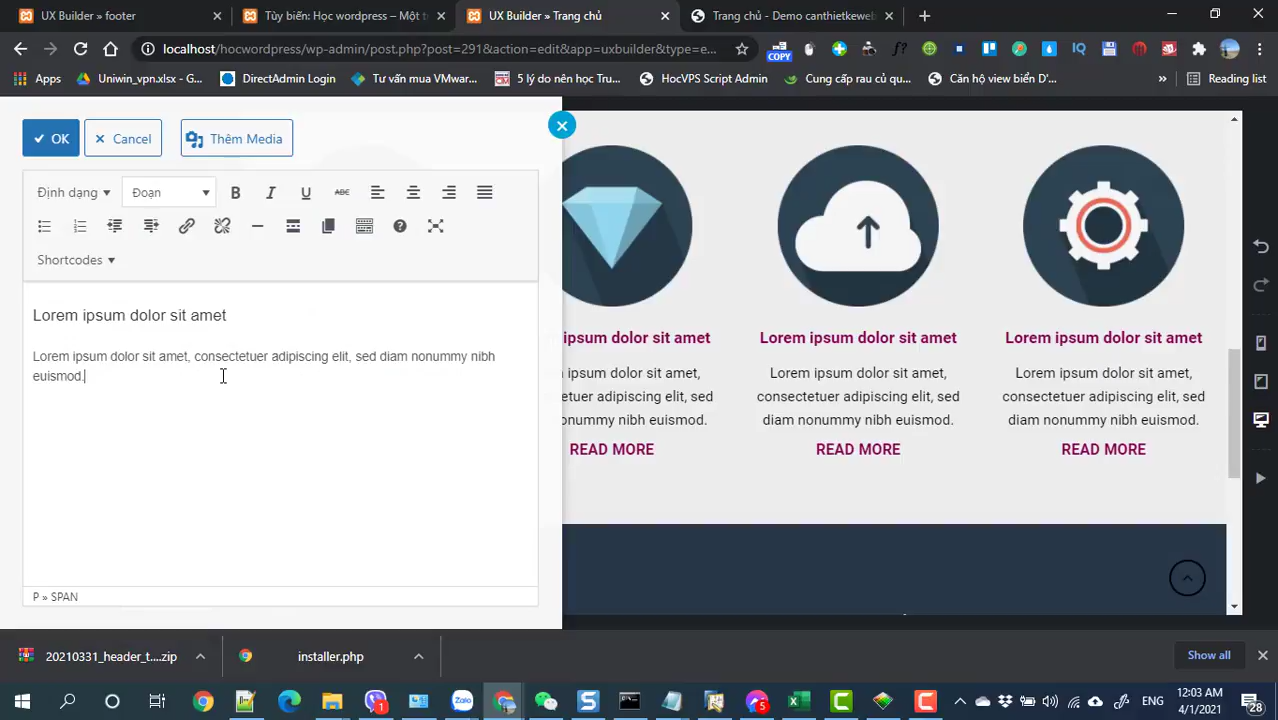 UX Builder » footer
Tùy biến: Học wordpress – Một t
UX Builder » Trang chủ
Trang chủ - Demo canthietkeweb
localhost/hocwordpress/wp-admin/post.php?post=291&action=edit&app=uxbuilder&type=e...
COPY
f?
IQ
Apps
Uniwin_vpn.xlsx - G...
DirectAdmin Login
Tư vấn mua VMwar...
5 lý do nên học Tru...
HocVPS Script Admin
Cung cấp rau củ qu...
Căn hộ view biển D'...
»
Reading list
OK
Cancel
Thêm Media
Định dạng
Đoạn
B
I
U
ABC
Shortcodes
Lorem ipsum dolor sit amet
Lorem ipsum dolor sit amet, consectetuer adipiscing elit, sed diam nonummy nibh
euismod.
P » SPAN
ipsum dolor sit amet
ipsum dolor sit amet,
tetuer adipiscing elit, sed
nonummy nibh euismod.
READ MORE
Lorem ipsum dolor sit amet
Lorem ipsum dolor sit amet,
consectetuer adipiscing elit, sed
diam nonummy nibh euismod.
READ MORE
Lorem ipsum dolor sit amet
Lorem ipsum dolor sit amet,
consectetuer adipiscing elit, sed
diam nonummy nibh euismod.
READ MORE
20210331_header_t....zip
installer.php
Show all
1
5
ENG
12:03 AM
4/1/2021
28